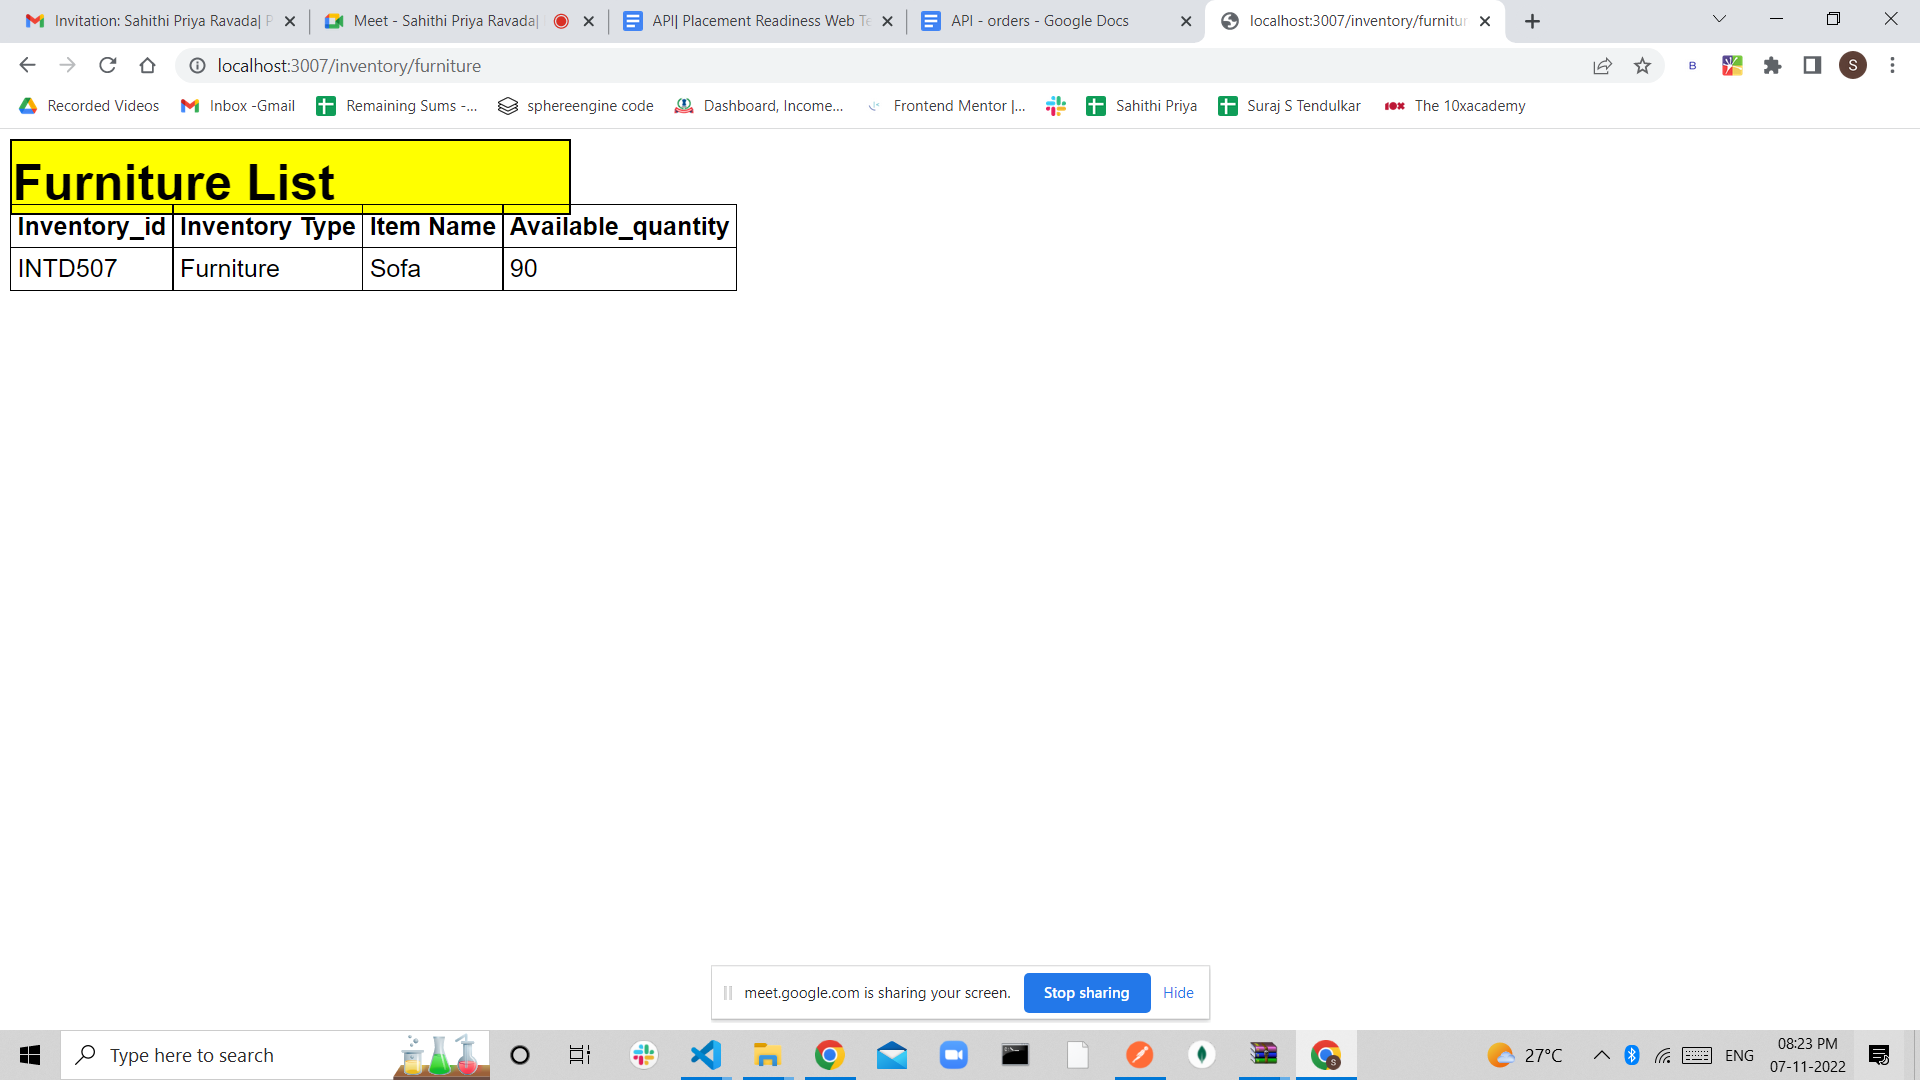 Invitation: Sahithi Priya Ravada| P
Meet - Sahithi Priya Ravada|
API| Placement Readiness Web Te
API - orders - Google Docs
localhost:3007/inventory/furnitur
localhost:3007/inventory/furniture
S
Recorded Videos
Inbox -Gmail
Remaining Sums -...
sphereengine code
Dashboard, Income...
Frontend Mentor |...
Sahithi Priya
Suraj S Tendulkar
10x
The 10xacademy
Furniture List
Inventory_id Inventory Type Item Name Available_quantity
INTD507 Furniture Sofa 90
meet.google.com is sharing your screen.
Stop sharing
Hide
Type here to search
27°C
ENG
08:23 PM
07-11-2022